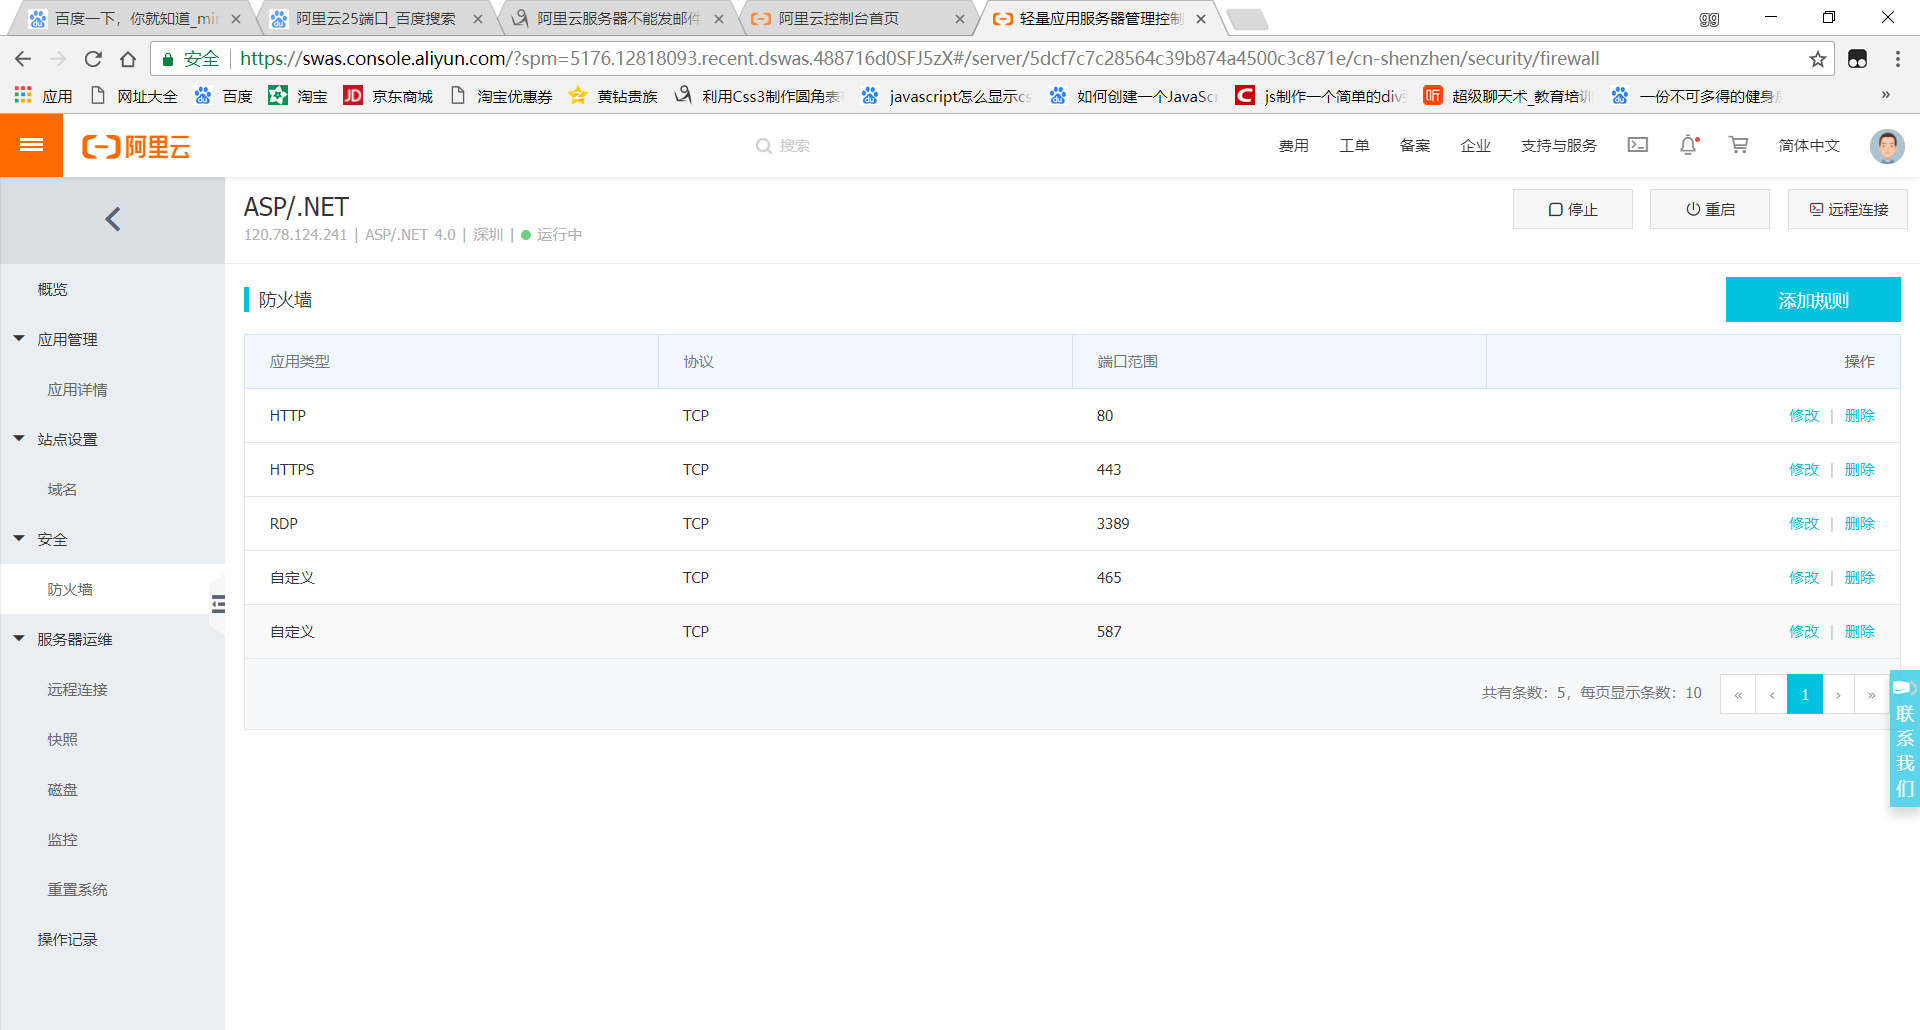 百度一下，你就知道_
阿里云25端口_百度搜索
阿里云服务器不能发邮件
阿里云控制台首页
轻量应用服务器管理控制
gg
安全
https://swas.console.aliyun.com/?spm=5176.12818093.recent.dswas.488716d0SFJ5zX#/server/5dcf7c7c28564c39b874a4500c3c871e/cn-shenzhen/security/firewall
应用
网址大全
百度
淘宝
JD 京东商城
淘宝优惠券
黄钻贵族
利用Css3制作圆角表
javascript怎么显示cs
如何创建一个JavaScr
js制作一个简单的div
听 超级聊天术_教育培训
一份不可多得的健身
»
阿里云
搜索
费用
工单
备案
企业
支持与服务
简体中文
ASP/.NET
120.78.124.241 | ASP/.NET 4.0 | 深圳 | 运行中
停止
重启
远程连接
概览
应用管理
应用详情
站点设置
域名
安全
防火墙
服务器运维
远程连接
快照
磁盘
监控
重置系统
操作记录
防火墙
添加规则
应用类型 协议 端口范围 操作
HTTP TCP 80 修改 | 删除
HTTPS TCP 443 修改 | 删除
RDP TCP 3389 修改 | 删除
自定义 TCP 465 修改 | 删除
自定义 TCP 587 修改 | 删除
共有条数：5，每页显示条数：10 « ‹ 1 › »
联系我们